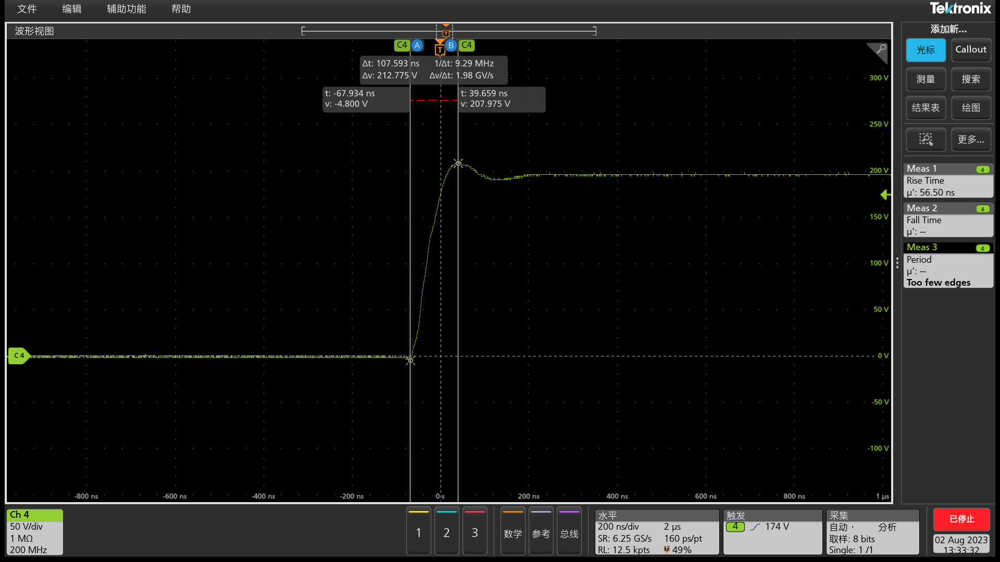 文件 编辑 辅助功能 帮助 Tektronix
波形视图
T
C4 A T B C4
Δt: 107.593 ns 1/Δt: 9.29 MHz
Δv: 212.775 V Δv/Δt: 1.98 GV/s
t: -67.934 ns
v: -4.800 V
t: 39.659 ns
v: 207.975 V
300 V
250 V
200 V
150 V
100 V
50 V
0 V
-50 V
-100 V
C 4
-800 ns -600 ns -400 ns -200 ns 0 s 200 ns 400 ns 600 ns 800 ns 1 µs
添加新...
光标 Callout
测量 搜索
结果表 绘图
更多...
Meas 1 4
Rise Time
µ': 56.50 ns
Meas 2 4
Fall Time
µ': --
Meas 3 4
Period
µ': --
Too few edges
Ch 4
50 V/div
1 MΩ
200 MHz
1 2 3 数学 参考 总线
水平
200 ns/div 2 µs
SR: 6.25 GS/s 160 ps/pt
RL: 12.5 kpts T 49%
触发
4 174 V
采集
自动， 分析
取样: 8 bits
Single: 1 /1
已停止
02 Aug 2023
13:33:32